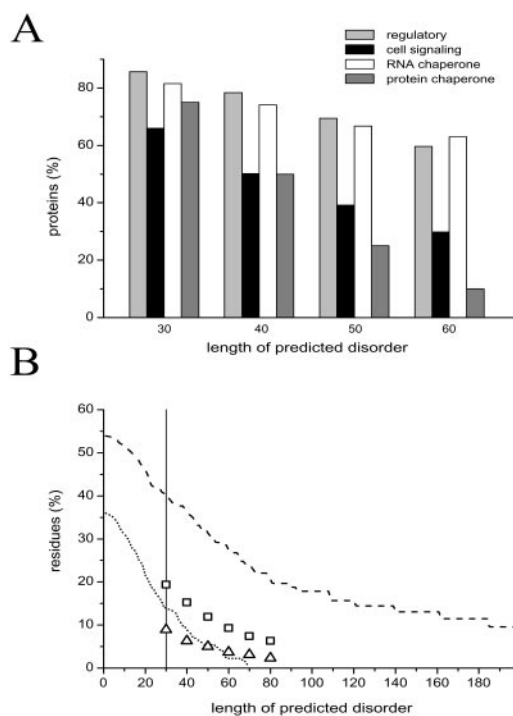 A
regulatory
cell signaling
RNA chaperone
protein chaperone
80
60
40
20
0
proteins (%)
30 40 50 60
length of predicted disorder
B
60
50
40
30
20
10
0
residues (%)
0 20 40 60 80 100 120 140 160 180
length of predicted disorder